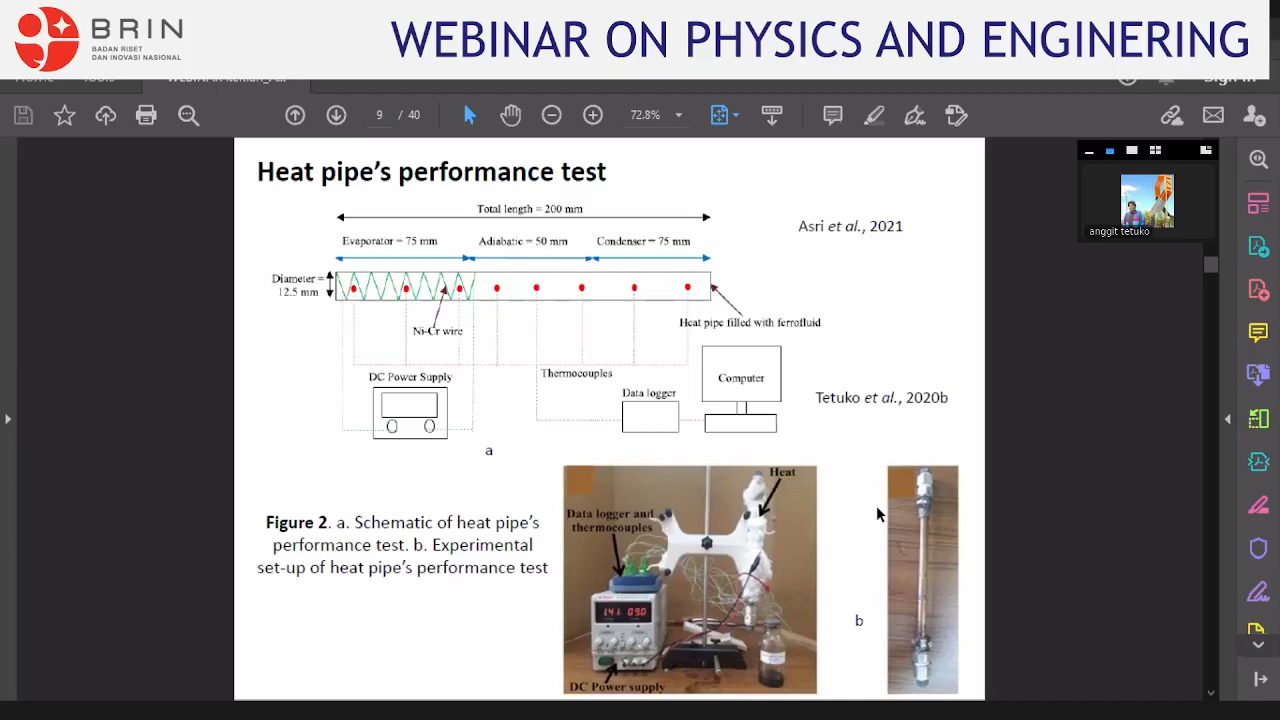 BRIN
BADAN RISET
DAN INOVASI NASIONAL
WEBINAR ON PHYSICS AND ENGINERING
9 / 40
72.8%
anggit tetuko
Heat pipe's performance test
Total length = 200 mm
Asri et al., 2021
Evaporator = 75 mm
Adiabatic = 50 mm
Condenser = 75 mm
Diameter =
12.5 mm
Ni-Cr wire
Heat pipe filled with ferrofluid
DC Power Supply
Thermocouples
Computer
Data logger
Tetuko et al., 2020b
a
Heat
Data logger and
thermocouples
Figure 2. a. Schematic of heat pipe's
performance test. b. Experimental
set-up of heat pipe's performance test
b
DC Power supply